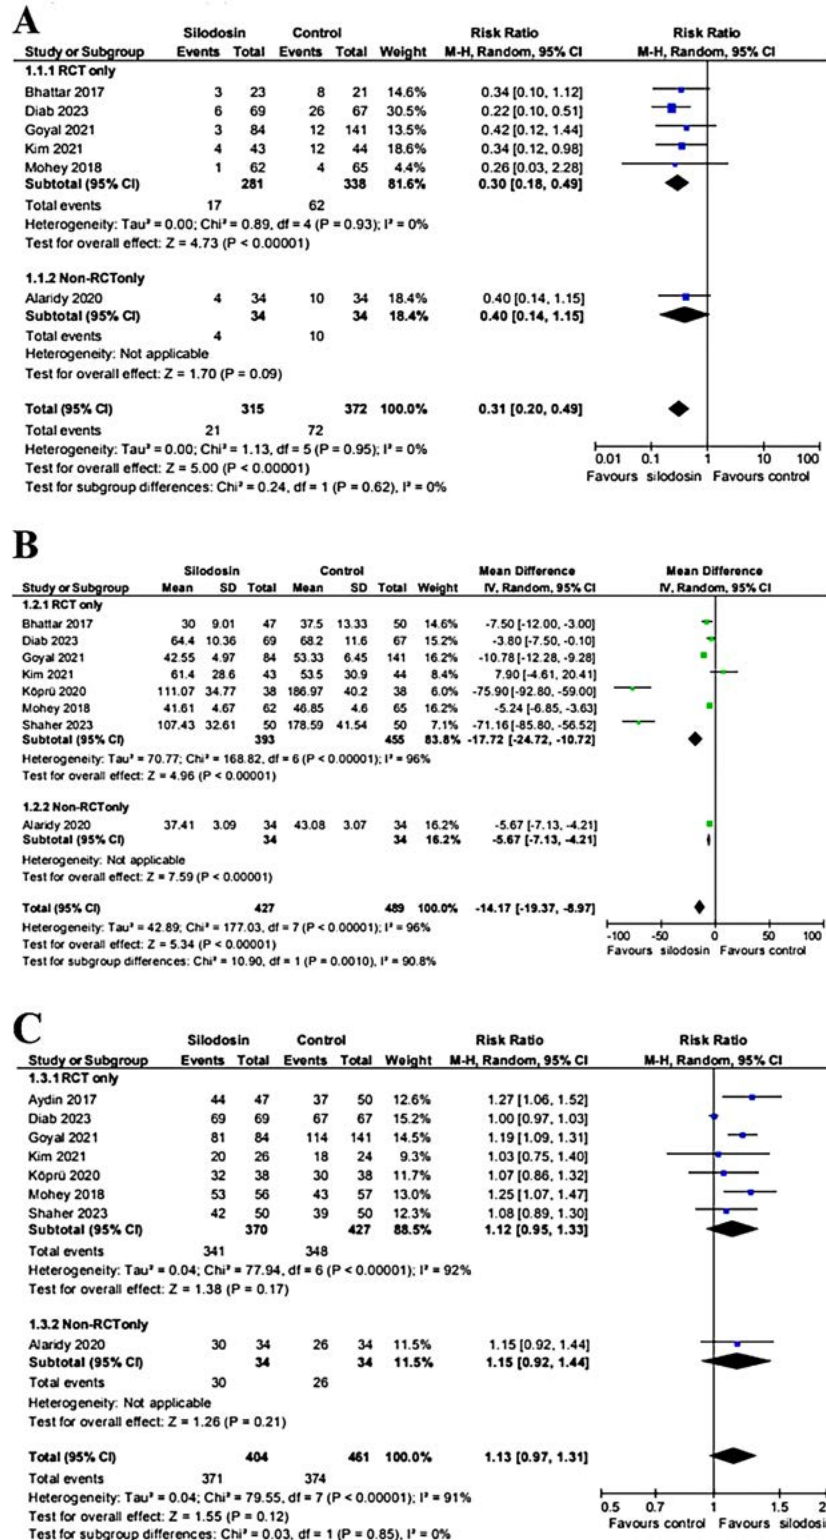 A
Silodosin Control Risk Ratio Risk Ratio
Study or Subgroup Events Total Events Total Weight M-H, Random, 95% CI M-H, Random, 95% CI
1.1.1 RCT only
Bhattar 2017 3 23 8 21 14.6% 0.34 [0.10, 1.12]
Diab 2023 6 69 26 67 30.5% 0.22 [0.10, 0.51]
Goyal 2021 3 84 12 141 13.5% 0.42 [0.12, 1.44]
Kim 2021 4 43 12 44 18.6% 0.34 [0.12, 0.98]
Mohey 2018 1 62 4 65 4.4% 0.26 [0.03, 2.28]
Subtotal (95% CI) 281 338 81.6% 0.30 [0.18, 0.49]
Total events 17 62
Heterogeneity: Tau² = 0.00; Chi² = 0.89, df = 4 (P = 0.93); I² = 0%
Test for overall effect: Z = 4.73 (P < 0.00001)
1.1.2 Non-RCTonly
Alaridy 2020 4 34 10 34 18.4% 0.40 [0.14, 1.15]
Subtotal (95% CI) 34 34 18.4% 0.40 [0.14, 1.15]
Total events 4 10
Heterogeneity: Not applicable
Test for overall effect: Z = 1.70 (P = 0.09)
Total (95% CI) 315 372 100.0% 0.31 [0.20, 0.49]
Total events 21 72
Heterogeneity: Tau² = 0.00; Chi² = 1.13, df = 5 (P = 0.95); I² = 0%
Test for overall effect: Z = 5.00 (P < 0.00001)
Test for subgroup differences: Chi² = 0.24, df = 1 (P = 0.62), I² = 0%
0.01 0.1 1 10 100
Favours silodosin Favours control
B
Silodosin Control Mean Difference Mean Difference
Study or Subgroup Mean SD Total Mean SD Total Weight IV, Random, 95% CI IV, Random, 95% CI
1.2.1 RCT only
Bhattar 2017 30 9.01 47 37.5 13.33 50 14.6% -7.50 [-12.00, -3.00]
Diab 2023 64.4 10.36 69 68.2 11.6 67 15.2% -3.80 [-7.50, -0.10]
Goyal 2021 42.55 4.97 84 53.33 6.45 141 16.2% -10.78 [-12.28, -9.28]
Kim 2021 61.4 28.6 43 53.5 30.9 44 8.4% 7.90 [-4.61, 20.41]
Köprü 2020 111.07 34.77 38 186.97 40.2 38 6.0% -75.90 [-92.80, -59.00]
Mohey 2018 41.61 4.67 62 46.85 4.6 65 16.2% -5.24 [-6.85, -3.63]
Shaher 2023 107.43 32.61 50 178.59 41.54 50 7.1% -71.16 [-85.80, -56.52]
Subtotal (95% CI) 393 455 83.8% -17.72 [-24.72, -10.72]
Heterogeneity: Tau² = 70.77; Chi² = 168.82, df = 6 (P < 0.00001); I² = 96%
Test for overall effect: Z = 4.96 (P < 0.00001)
1.2.2 Non-RCTonly
Alaridy 2020 37.41 3.09 34 43.08 3.07 34 16.2% -5.67 [-7.13, -4.21]
Subtotal (95% CI) 34 34 16.2% -5.67 [-7.13, -4.21]
Heterogeneity: Not applicable
Test for overall effect: Z = 7.59 (P < 0.00001)
Total (95% CI) 427 489 100.0% -14.17 [-19.37, -8.97]
Heterogeneity: Tau² = 42.89; Chi² = 177.03, df = 7 (P < 0.00001); I² = 96%
Test for overall effect: Z = 5.34 (P < 0.00001)
Test for subgroup differences: Chi² = 10.90, df = 1 (P = 0.0010), I² = 90.8%
-100 -50 0 50 100
Favours silodosin Favours control
C
Silodosin Control Risk Ratio Risk Ratio
Study or Subgroup Events Total Events Total Weight M-H, Random, 95% CI M-H, Random, 95% CI
1.3.1 RCT only
Aydin 2017 44 47 37 50 12.6% 1.27 [1.06, 1.52]
Diab 2023 69 69 67 67 15.2% 1.00 [0.97, 1.03]
Goyal 2021 81 84 114 141 14.5% 1.19 [1.09, 1.31]
Kim 2021 20 26 18 24 9.3% 1.03 [0.75, 1.40]
Köprü 2020 32 38 30 38 11.7% 1.07 [0.86, 1.32]
Mohey 2018 53 56 43 57 13.0% 1.25 [1.07, 1.47]
Shaher 2023 42 50 39 50 12.3% 1.08 [0.89, 1.30]
Subtotal (95% CI) 370 427 88.5% 1.12 [0.95, 1.33]
Total events 341 348
Heterogeneity: Tau² = 0.04; Chi² = 77.94, df = 6 (P < 0.00001); I² = 92%
Test for overall effect: Z = 1.38 (P = 0.17)
1.3.2 Non-RCTonly
Alaridy 2020 30 34 26 34 11.5% 1.15 [0.92, 1.44]
Subtotal (95% CI) 34 34 11.5% 1.15 [0.92, 1.44]
Total events 30 26
Heterogeneity: Not applicable
Test for overall effect: Z = 1.26 (P = 0.21)
Total (95% CI) 404 461 100.0% 1.13 [0.97, 1.31]
Total events 371 374
Heterogeneity: Tau² = 0.04; Chi² = 79.55, df = 7 (P < 0.00001); I² = 91%
Test for overall effect: Z = 1.55 (P = 0.12)
Test for subgroup differences: Chi² = 0.03, df = 1 (P = 0.85), I² = 0%
0.5 0.7 1 1.5 2
Favours control Favours silodosin